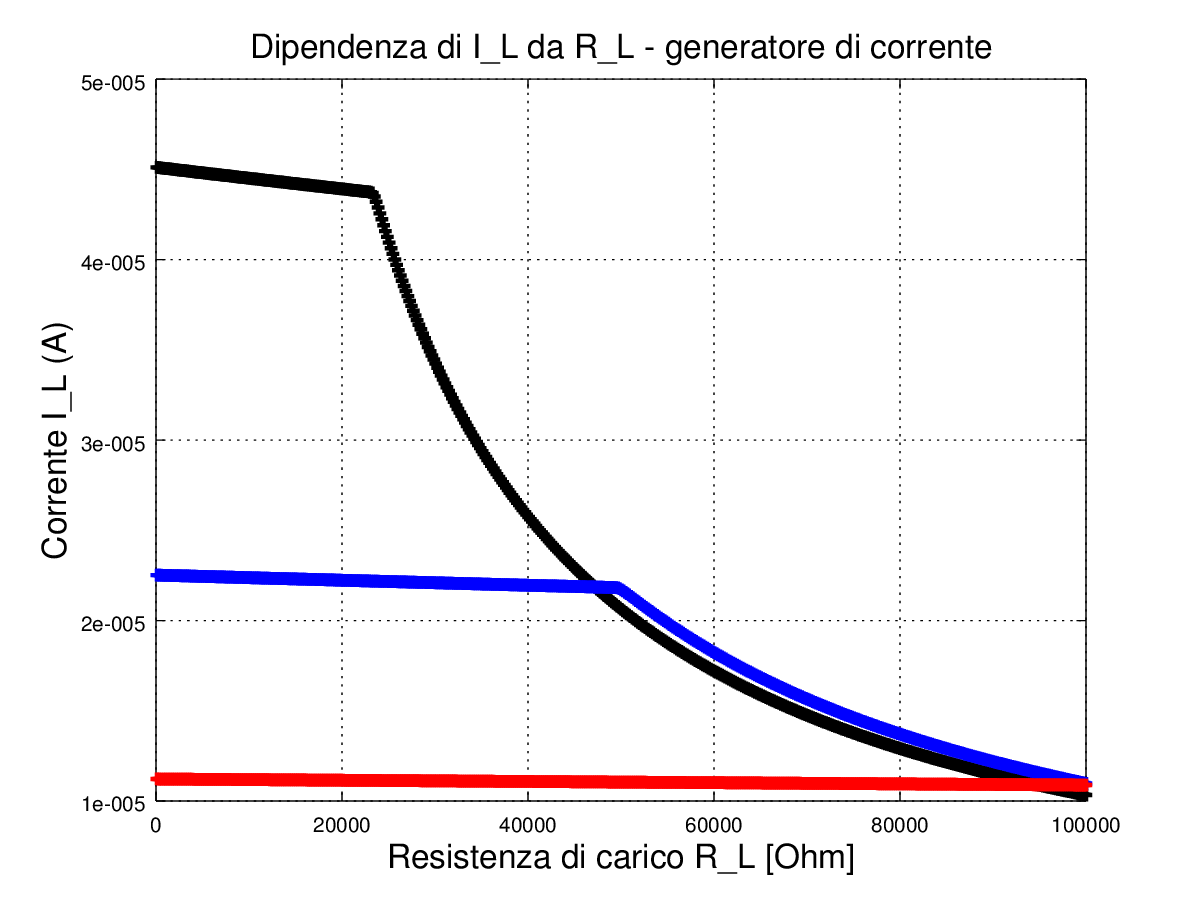 Dipendenza di I_L da R_L - generatore di corrente
5e-005
4e-005
3e-005
2e-005
1e-005
Corrente I_L (A)
0 20000 40000 60000 80000 100000
Resistenza di carico R_L [Ohm]